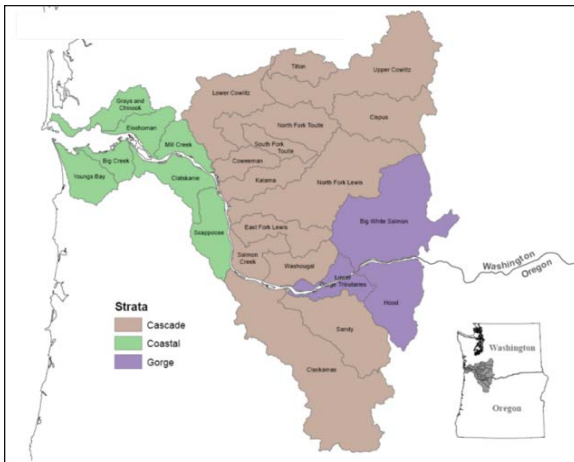 Tilton
Upper Cowlitz
Lower Cowlitz
Cispus
Grays and
Chinook
Elochoman
North Fork Toutle
South Fork
Toutle
Mill Creek
Coweeman
Big Creek
Youngs Bay
Clatskanie
Kalama
North Fork Lewis
Scappoose
East Fork Lewis
Big White Salmon
Salmon
Creek
Washougal
Washington
Oregon
Gorge Tributaries
Hood
Strata
Cascade
Coastal
Gorge
Sandy
Clackamas
Washington
Oregon